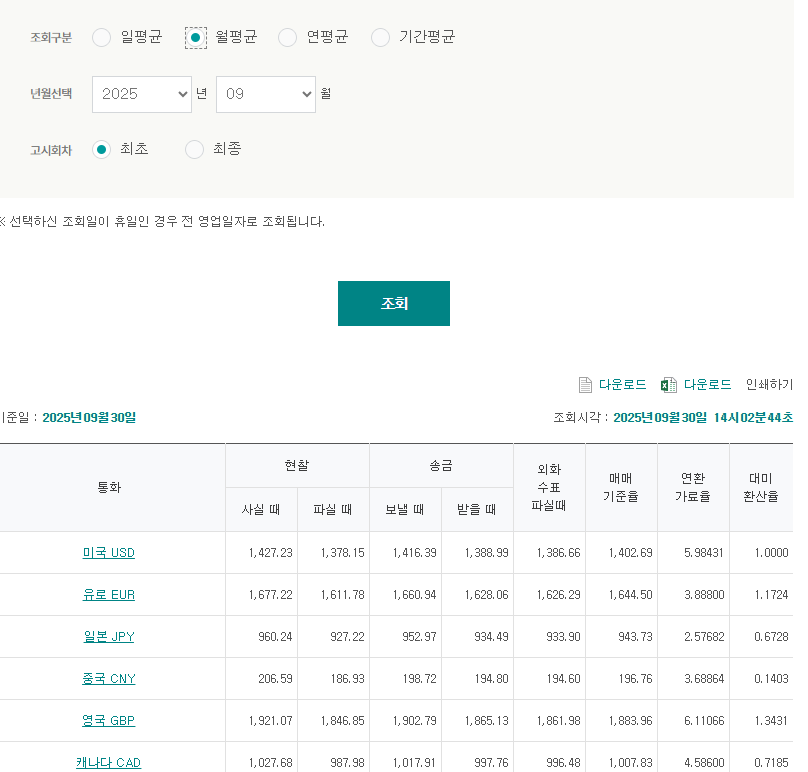 조회구분 일평균 월평균 연평균 기간평균
년월선택 2025 년 09 월
고시회차 최초 최종
※ 선택하신 조회일이 휴일인 경우 전 영업일자로 조회됩니다.
조회
다운로드 다운로드 인쇄하기
기준일 : 2025년09월30일 조회시각 : 2025년09월30일 14시02분44초
통화 현찰 송금 외화 수표 파실때 매매 기준율 연환 가료율 대미 환산율
사실 때 파실 때 보낼 때 받을 때
미국 USD 1,427.23 1,378.15 1,416.39 1,388.99 1,386.66 1,402.69 5.98431 1.0000
유로 EUR 1,677.22 1,611.78 1,660.94 1,628.06 1,626.29 1,644.50 3.88800 1.1724
일본 JPY 960.24 927.22 952.97 934.49 933.90 943.73 2.57682 0.6728
중국 CNY 206.59 186.93 198.72 194.80 194.60 196.76 3.68864 0.1403
영국 GBP 1,921.07 1,846.85 1,902.79 1,865.13 1,861.98 1,883.96 6.11066 1.3431
캐나다 CAD 1,027.68 987.98 1,017.91 997.76 996.48 1,007.83 4.58600 0.7185